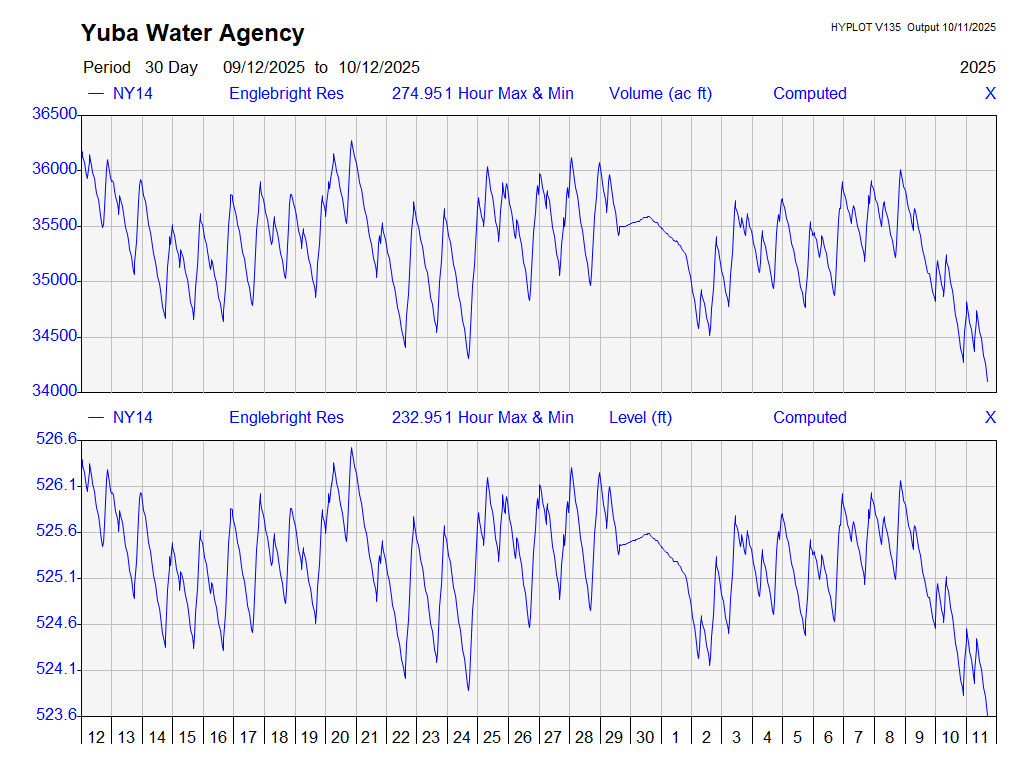 Yuba Water Agency
HYPLOT V135 Output 10/11/2025
Period 30 Day 09/12/2025 to 10/12/2025 2025
NY14 Englebright Res 274.951 Hour Max & Min Volume (ac ft) Computed X
36500
36000
35500
35000
34500
34000
NY14 Englebright Res 232.951 Hour Max & Min Level (ft) Computed X
526.6
526.1
525.6
525.1
524.6
524.1
523.6
12 13 14 15 16 17 18 19 20 21 22 23 24 25 26 27 28 29 30 1 2 3 4 5 6 7 8 9 10 11